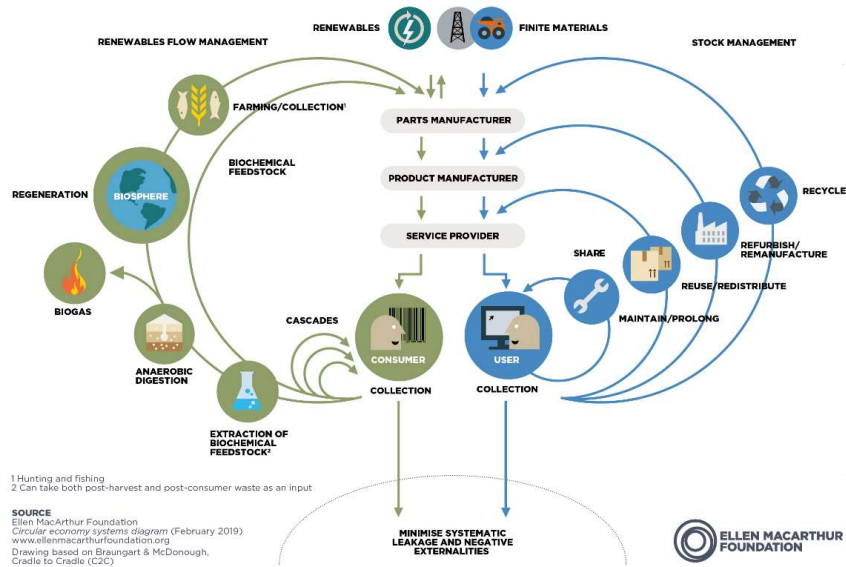 RENEWABLES
FINITE MATERIALS
RENEWABLES FLOW MANAGEMENT
STOCK MANAGEMENT
FARMING/COLLECTION¹
PARTS MANUFACTURER
BIOCHEMICAL
FEEDSTOCK
PRODUCT MANUFACTURER
REGENERATION
BIOSPHERE
RECYCLE
SERVICE PROVIDER
SHARE
REFURBISH/
REMANUFACTURE
REUSE/REDISTRIBUTE
BIOGAS
MAINTAIN/PROLONG
CASCADES
CONSUMER
USER
ANAEROBIC
DIGESTION
COLLECTION
COLLECTION
EXTRACTION OF
BIOCHEMICAL
FEEDSTOCK²
1 Hunting and fishing
2 Can take both post-harvest and post-consumer waste as an input
SOURCE
Ellen MacArthur Foundation
Circular economy systems diagram (February 2019)
www.ellenmacarthurfoundation.org
Drawing based on Braungart & McDonough,
Cradle to Cradle (C2C)
MINIMISE SYSTEMATIC
LEAKAGE AND NEGATIVE
EXTERNALITIES
ELLEN MACARTHUR
FOUNDATION